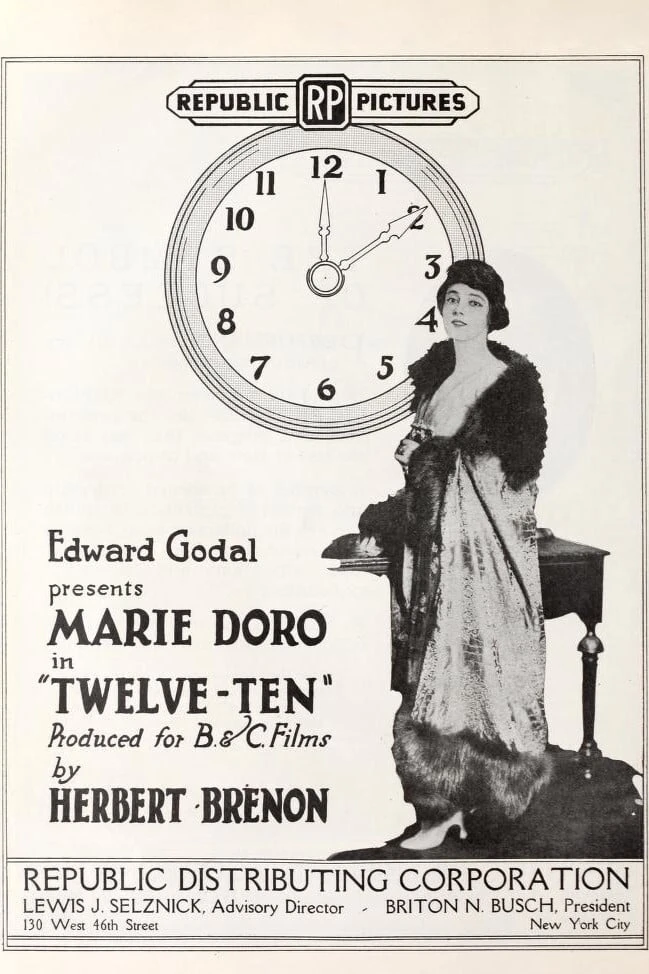 REPUBLIC RP PICTURES
12
11 1
10 2
9 3
8 4
7 5
6
Edward Godal
presents
MARIE DORO
in
"TWELVE-TEN"
Produced for B. & C. Films
by
HERBERT BRENON
REPUBLIC DISTRIBUTING CORPORATION
LEWIS J. SELZNICK, Advisory Director - BRITON N. BUSCH, President
130 West 46th Street New York City